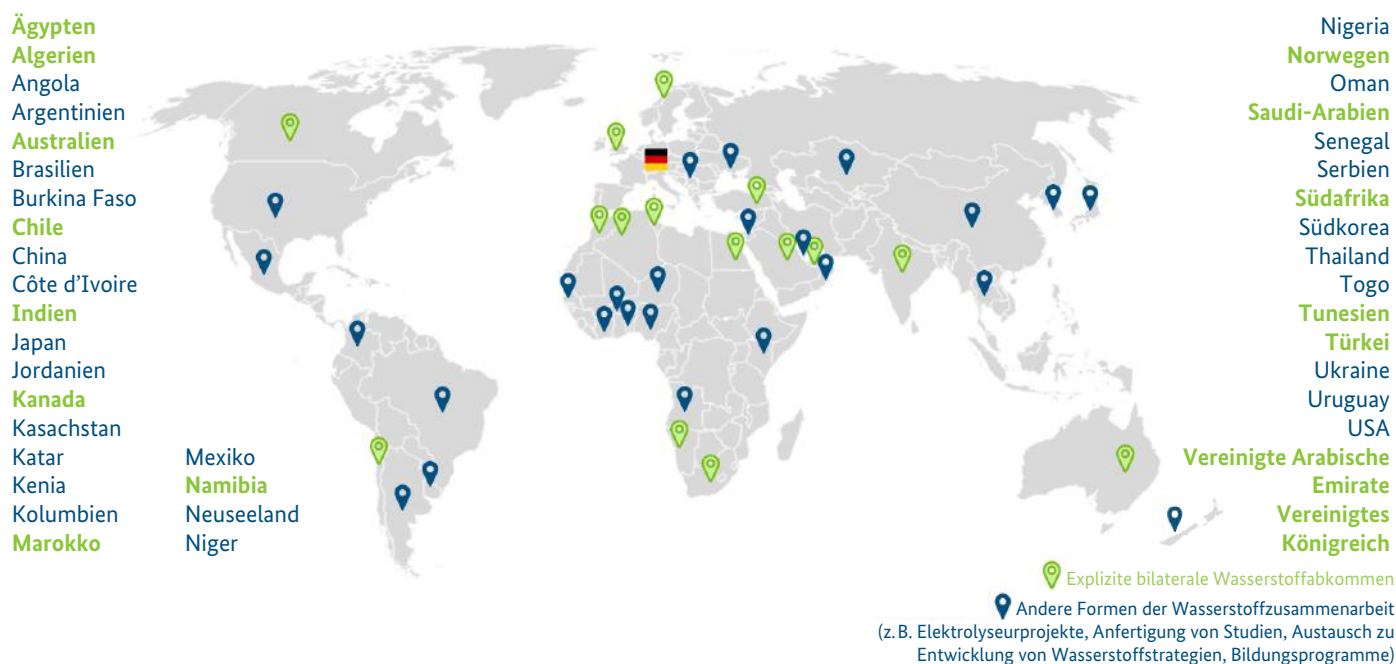 Ägypten
Algerien
Angola
Argentinien
Australien
Brasilien
Burkina Faso
Chile
China
Côte d’Ivoire
Indien
Japan
Jordanien
Kanada
Kasachstan
Katar
Kenia
Kolumbien
Marokko
Mexiko
Namibia
Neuseeland
Niger
Nigeria
Norwegen
Oman
Saudi-Arabien
Senegal
Serbien
Südafrika
Südkorea
Thailand
Togo
Tunesien
Türkei
Ukraine
Uruguay
USA
Vereinigte Arabische
Emirate
Vereinigtes
Königreich
Explizite bilaterale Wasserstoffabkommen
Andere Formen der Wasserstoffzusammenarbeit
(z. B. Elektrolyseurprojekte, Anfertigung von Studien, Austausch zu
Entwicklung von Wasserstoffstrategien, Bildungsprogramme)